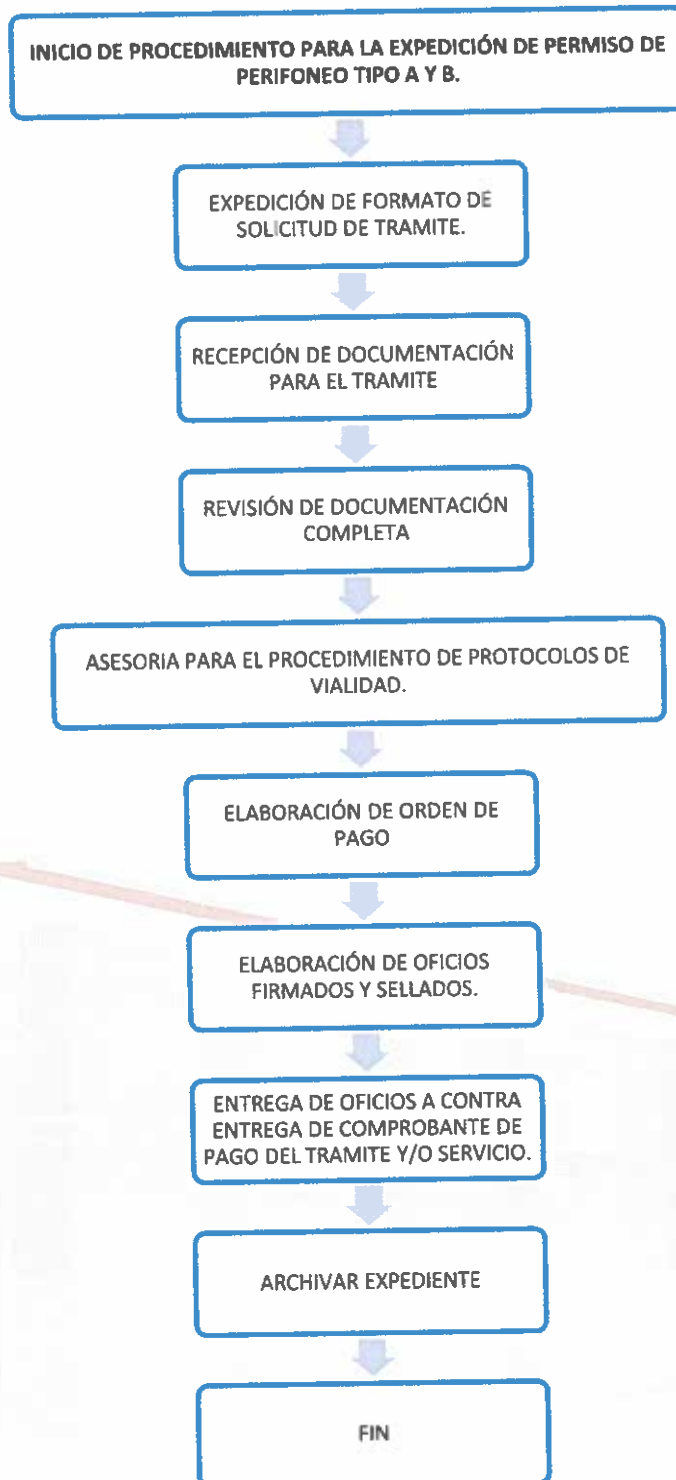 INICIO DE PROCEDIMIENTO PARA LA EXPEDICIÓN DE PERMISO DE
PERIFONEO TIPO A Y B.
EXPEDICIÓN DE FORMATO DE
SOLICITUD DE TRAMITE.
RECEPCIÓN DE DOCUMENTACIÓN
PARA EL TRAMITE
REVISIÓN DE DOCUMENTACIÓN
COMPLETA
ASESORIA PARA EL PROCEDIMIENTO DE PROTOCOLOS DE
VIALIDAD.
ELABORACIÓN DE ORDEN DE
PAGO
ELABORACIÓN DE OFICIOS
FIRMADOS Y SELLADOS.
ENTREGA DE OFICIOS A CONTRA
ENTREGA DE COMPROBANTE DE
PAGO DEL TRAMITE Y/O SERVICIO.
ARCHIVAR EXPEDIENTE
FIN